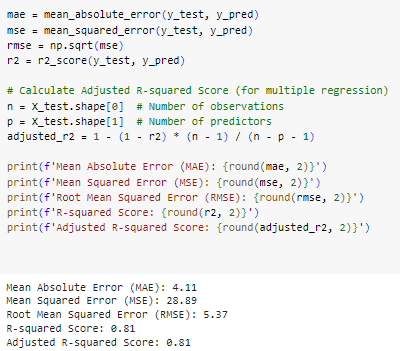 mae = mean_absolute_error(y_test, y_pred)
mse = mean_squared_error(y_test, y_pred)
rmse = np.sqrt(mse)
r2 = r2_score(y_test, y_pred)
# Calculate Adjusted R-squared Score (for multiple regression)
n = X_test.shape[0]  # Number of observations
p = X_test.shape[1]  # Number of predictors
adjusted_r2 = 1 - (1 - r2) * (n - 1) / (n - p - 1)
print(f'Mean Absolute Error (MAE): {round(mae, 2)}')
print(f'Mean Squared Error (MSE): {round(mse, 2)}')
print(f'Root Mean Squared Error (RMSE): {round(rmse, 2)}')
print(f'R-squared Score: {round(r2, 2)}')
print(f'Adjusted R-squared Score: {round(adjusted_r2, 2)}')
Mean Absolute Error (MAE): 4.11
Mean Squared Error (MSE): 28.89
Root Mean Squared Error (RMSE): 5.37
R-squared Score: 0.81
Adjusted R-squared Score: 0.81